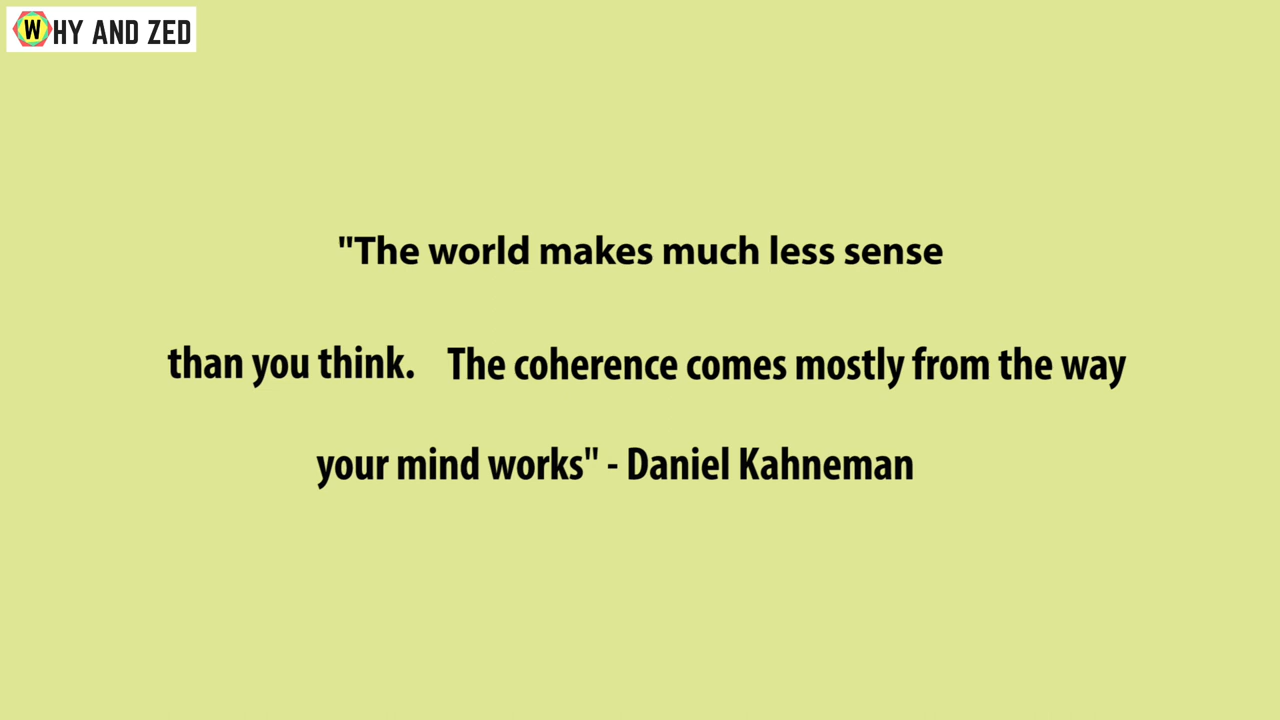 WHY AND ZED
"The world makes much less sense
than you think. The coherence comes mostly from the way
your mind works" - Daniel Kahneman